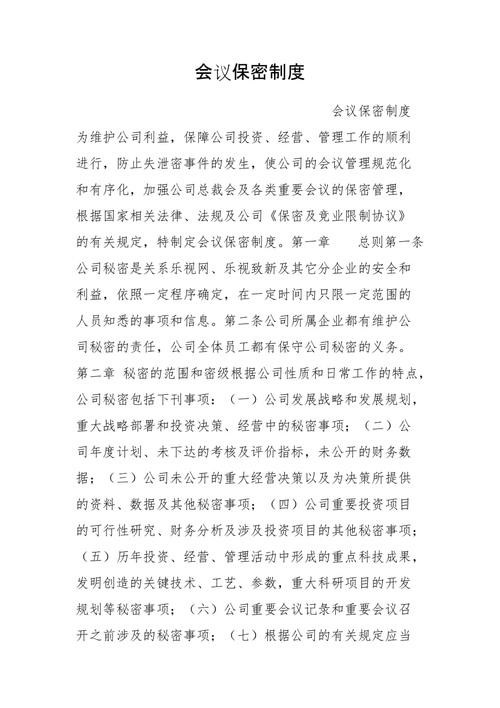 会议保密制度
会议保密制度
为维护公司利益，保障公司投资、经营、管理工作的顺利
进行，防止失泄密事件的发生，使公司的会议管理规范化
和有序化，加强公司总裁会及各类重要会议的保密管理，
根据国家相关法律、法规及公司《保密及竞业限制协议》
的有关规定，特制定会议保密制度。第一章 总则第一条
公司秘密是关系乐视网、乐视致新及其它分企业的安全和
利益，依照一定程序确定，在一定时间内只限一定范围的
人员知悉的事项和信息。第二条公司所属企业都有维护公
司秘密的责任，公司全体员工都有保守公司秘密的义务。
第二章 秘密的范围和密级根据公司性质和日常工作的特点，
公司秘密包括下刊事项：（一）公司发展战略和发展规划，
重大战略部署和投资决策、经营中的秘密事项；（二）公
司年度计划、未下达的考核及评价指标，未公开的财务数
据；（三）公司未公开的重大经营决策以及为决策所提供
的资料、数据及其他秘密事项；（四）公司重要投资项目
的可行性研究、财务分析及涉及投资项目的其他秘密事项；
（五）历年投资、经营、管理活动中形成的重点科技成果，
发明创造的关键技术、工艺、参数，重大科研项目的开发
规划等秘密事项；（六）公司重要会议记录和重要会议召
开之前涉及的秘密事项；（七）根据公司的有关规定应当